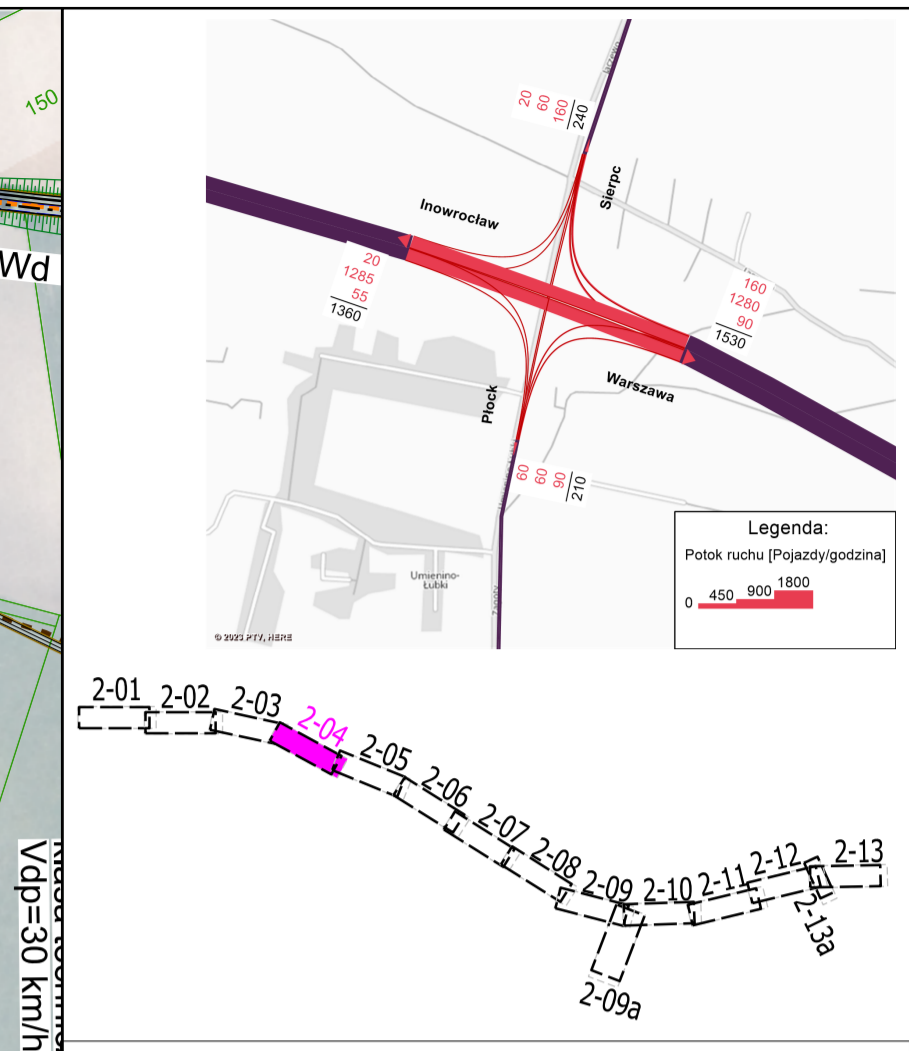 150
Wd
Vdp=30 km/h
20
60
160
240
Sierpc
Inowrocław
20
1285
55
1360
160
1280
90
1530
Warszawa
Płock
60
60
90
210
Umienino-
Łubki
© 2023 PTV, HERE
Legenda:
Potok ruchu [Pojazdy/godzina]
0 450 900 1800
2-01
2-02
2-03
2-04
2-05
2-06
2-07
2-08
2-09
2-10
2-11
2-12
2-13
2-13a
2-09a